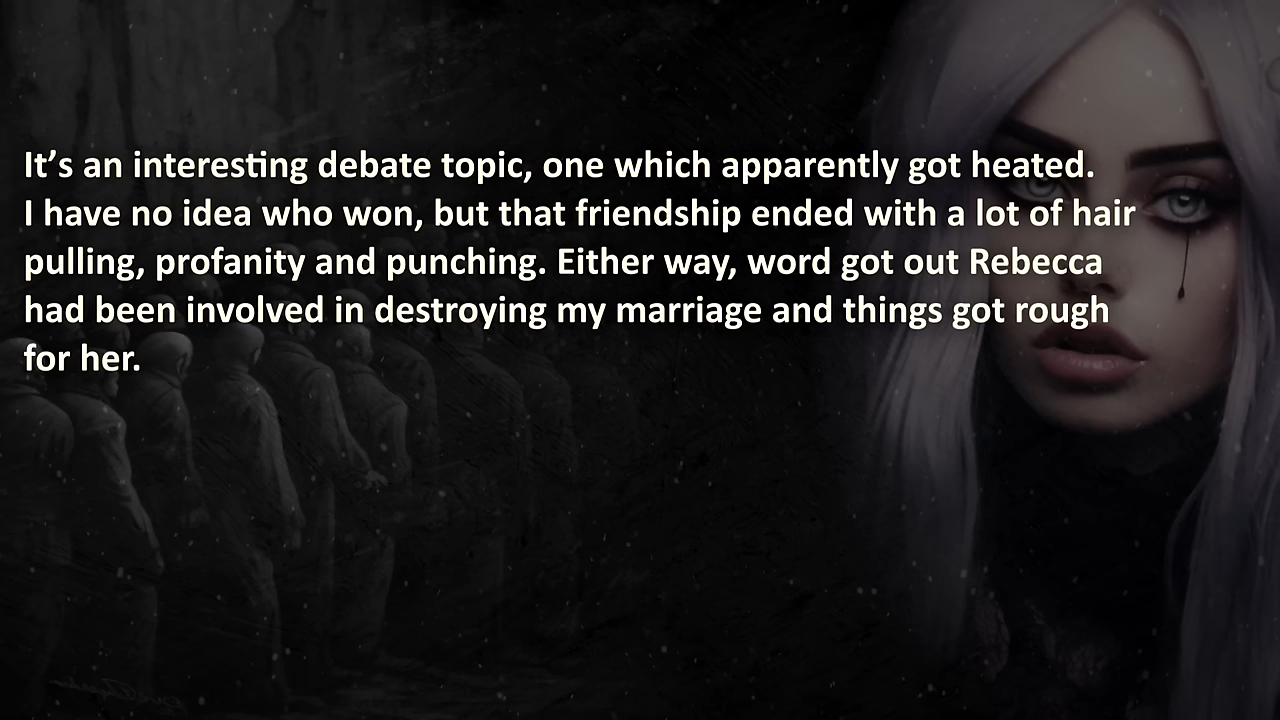 It’s an interesting debate topic, one which apparently got heated.
I have no idea who won, but that friendship ended with a lot of hair
pulling, profanity and punching. Either way, word got out Rebecca
had been involved in destroying my marriage and things got rough
for her.